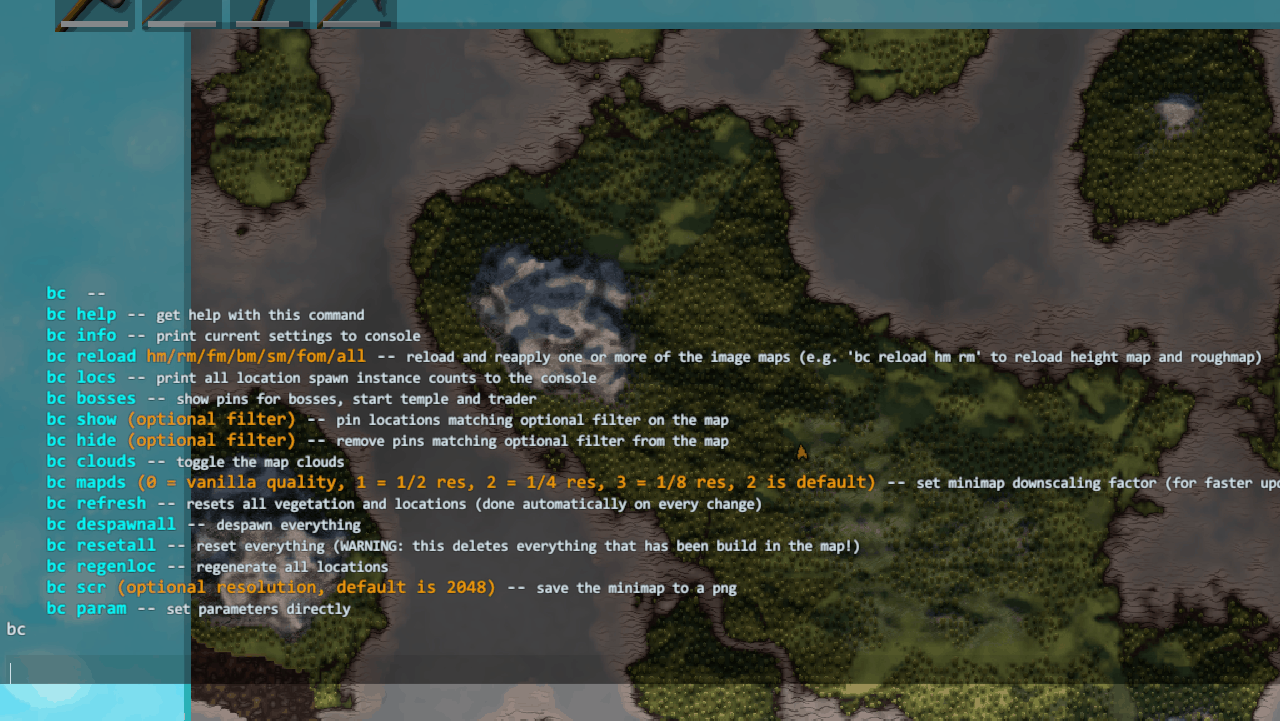 bc --
bc help -- get help with this command
bc info -- print current settings to console
bc reload hm/rm/fm/bm/sm/fom/all -- reload and reapply one or more of the image maps (e.g. 'bc reload hm rm' to reload height map and roughmap)
bc locs -- print all location spawn instance counts to the console
bc bosses -- show pins for bosses, start temple and trader
bc show (optional filter) -- pin locations matching optional filter on the map
bc hide (optional filter) -- remove pins matching optional filter from the map
bc clouds -- toggle the map clouds
bc mapds (0 = vanilla quality, 1 = 1/2 res, 2 = 1/4 res, 3 = 1/8 res, 2 is default) -- set minimap downscaling factor (for faster
bc refresh -- resets all vegetation and locations (done automatically on every change)
bc despawnall -- despawn everything
bc resetall -- reset everything (WARNING: this deletes everything that has been build in the map!)
bc regenloc -- regenerate all locations
bc scr (optional resolution, default is 2048) -- save the minimap to a png
bc param -- set parameters directly
bc